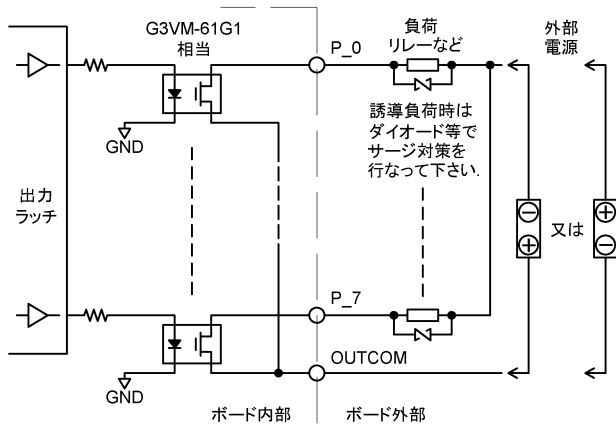 G3VM-61G1
相当
P_0
負荷
リレーなど
外部
電源
GND
誘導負荷時は
ダイオード等で
サージ対策を
行なって下さい.
出力
ラッチ
－
＋
又は
＋
－
P_7
OUTCOM
GND
ボード内部
ボード外部